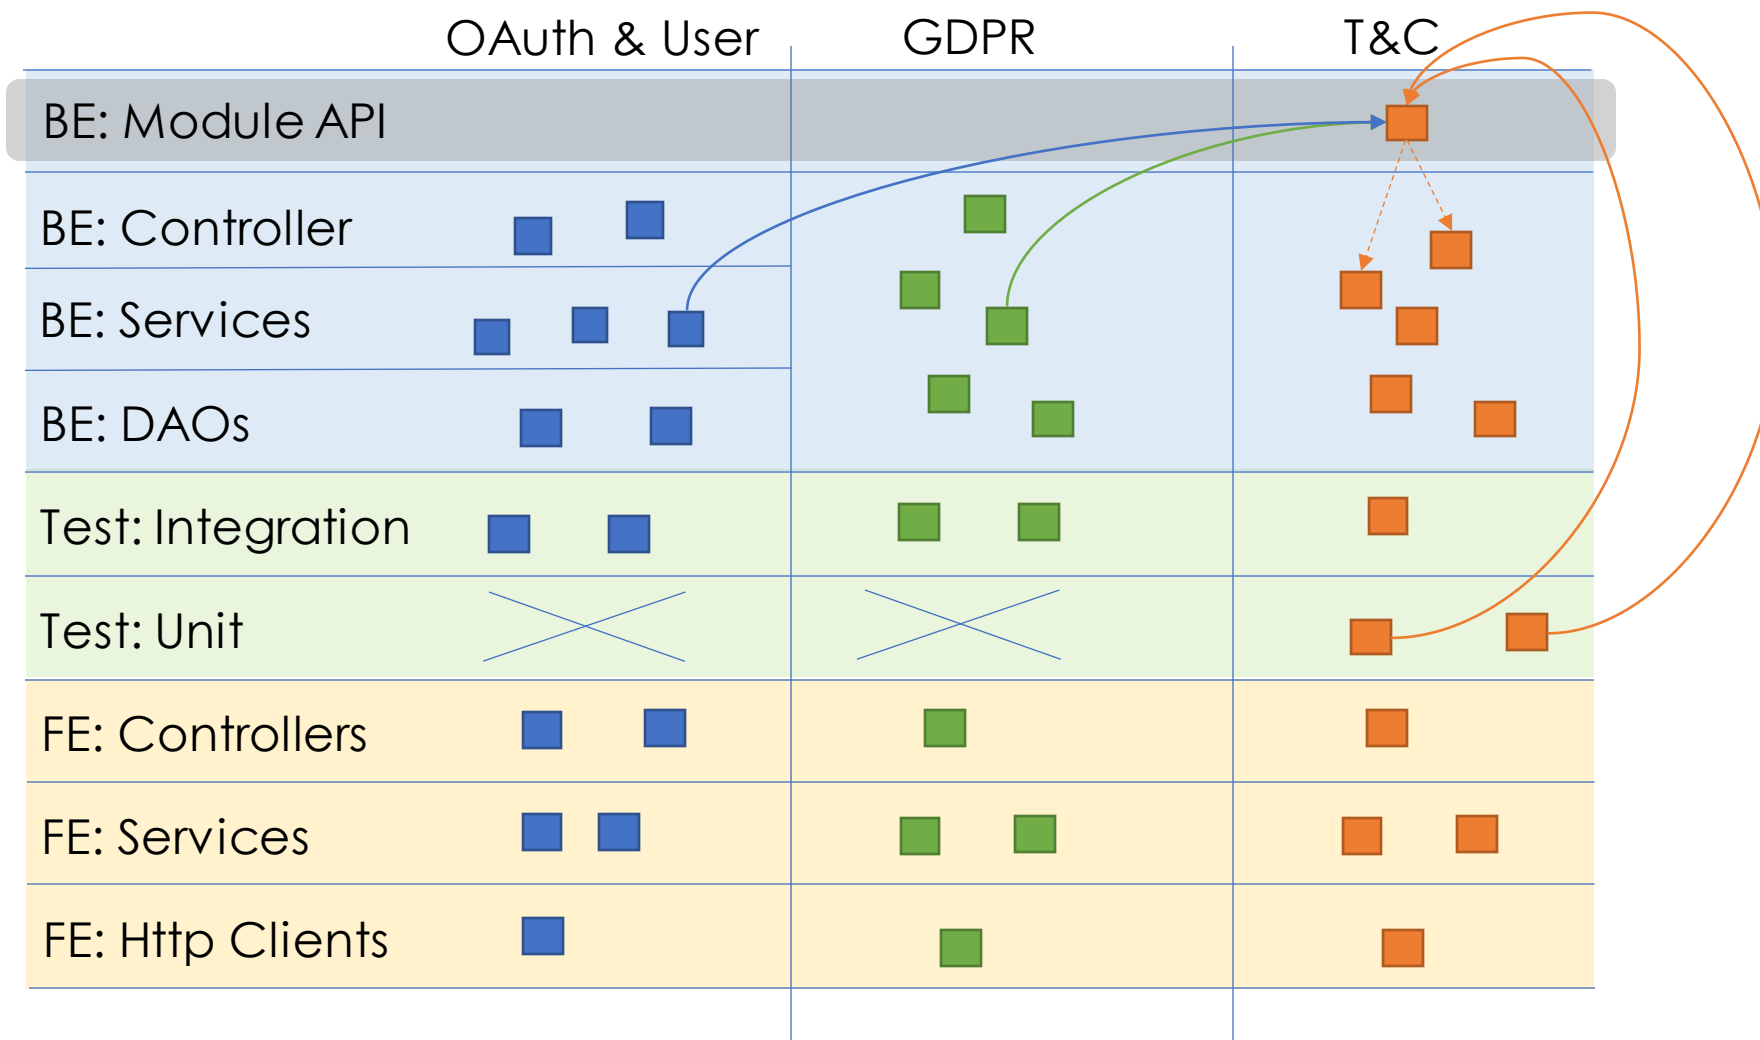 OAuth & User GDPR T&C
BE: Module API
BE: Controller
BE: Services
BE: DAOs
Test: Integration
Test: Unit
FE: Controllers
FE: Services
FE: Http Clients